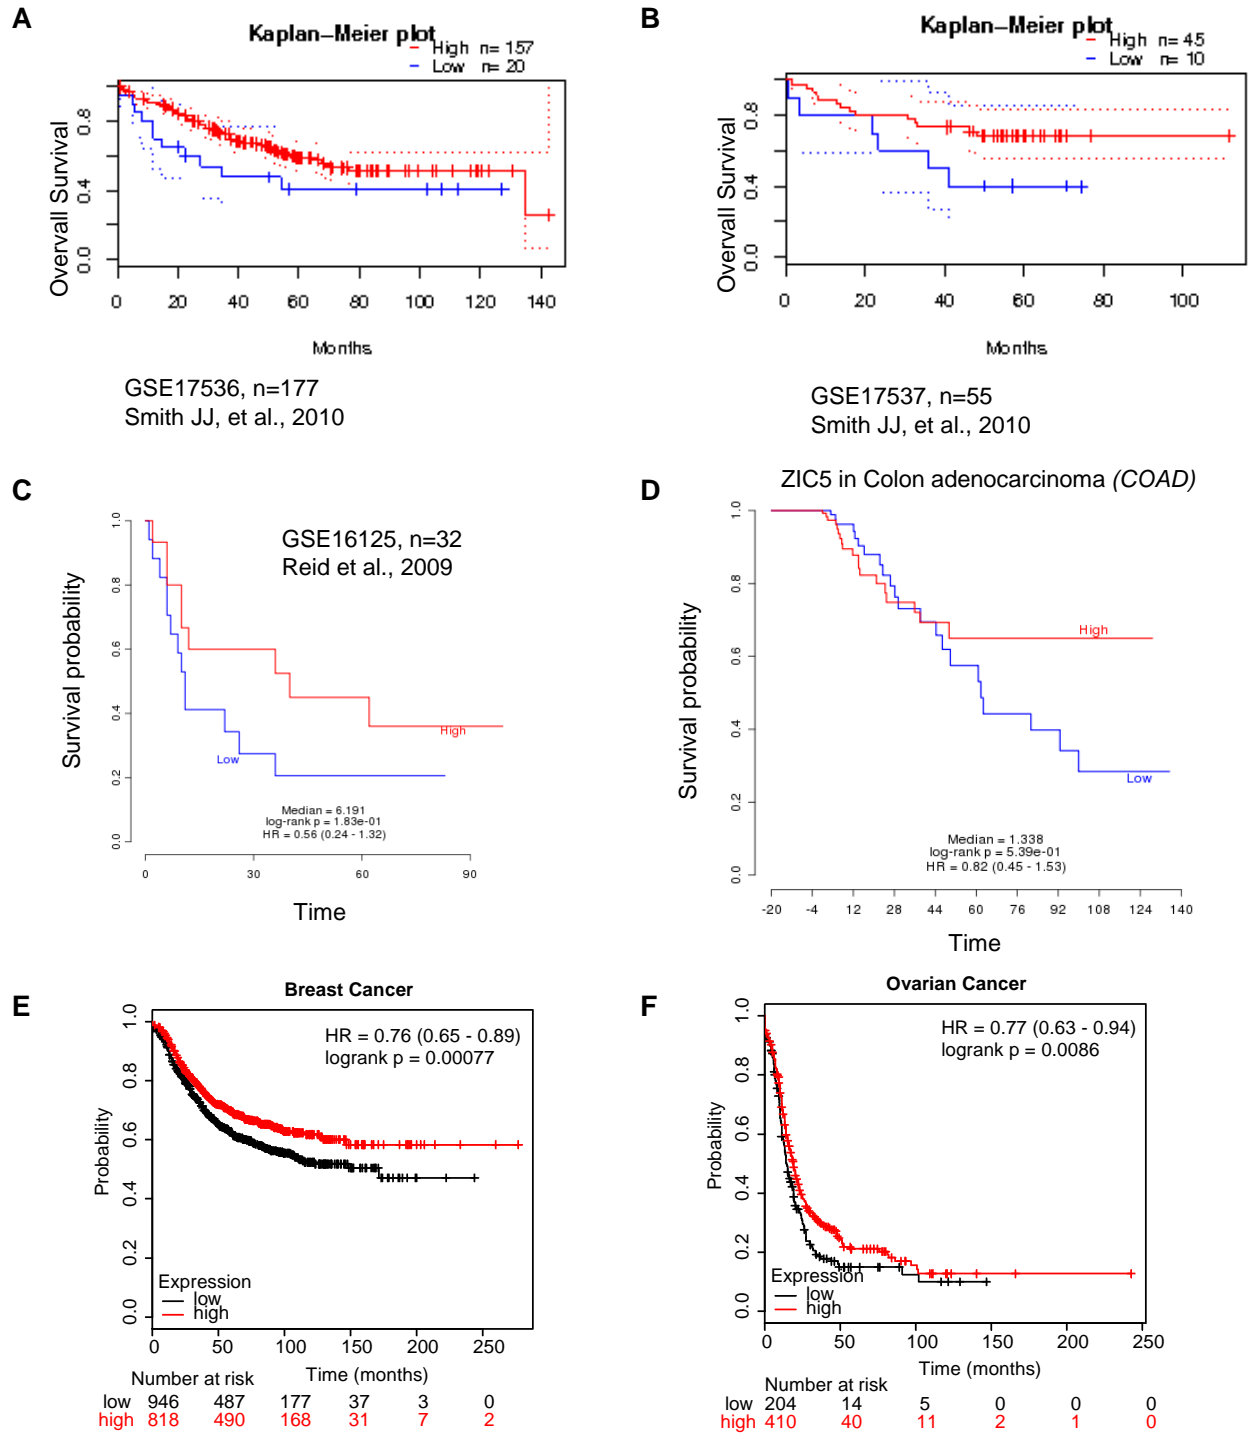 A
Kaplan–Meier plot
High n= 157
Low n= 20
Overvall Survival
0.0 0.4 0.8
0 20 40 60 80 100 120 140
Months
GSE17536, n=177
Smith JJ, et al., 2010
B
Kaplan–Meier plot
High n= 45
Low n= 10
Overvall Survival
0.0 0.4 0.8
0 20 40 60 80 100
Months
GSE17537, n=55
Smith JJ, et al., 2010
C
GSE16125, n=32
Reid et al., 2009
Survival probability
0.0 0.2 0.4 0.6 0.8 1.0
High
Low
Median = 6.191
log-rank p = 1.83e-01
HR = 0.56 (0.24 - 1.32)
0 30 60 90
Time
D
ZIC5 in Colon adenocarcinoma (COAD)
Survival probability
0.0 0.2 0.4 0.6 0.8 1.0
High
Low
Median = 1.338
log-rank p = 5.39e-01
HR = 0.82 (0.45 - 1.53)
-20 -4 12 28 44 60 76 92 108 124 140
Time
E
Breast Cancer
HR = 0.76 (0.65 - 0.89)
logrank p = 0.00077
Probability
0.0 0.2 0.4 0.6 0.8 1.0
Expression
low
high
0 50 100 150 200 250
Time (months)
Number at risk
low 946 487 177 37 3 0
high 818 490 168 31 7 2
F
Ovarian Cancer
HR = 0.77 (0.63 - 0.94)
logrank p = 0.0086
Probability
0.0 0.2 0.4 0.6 0.8 1.0
Expression
low
high
0 50 100 150 200 250
Time (months)
Number at risk
low 204 14 5 0 0 0
high 410 40 11 2 1 0